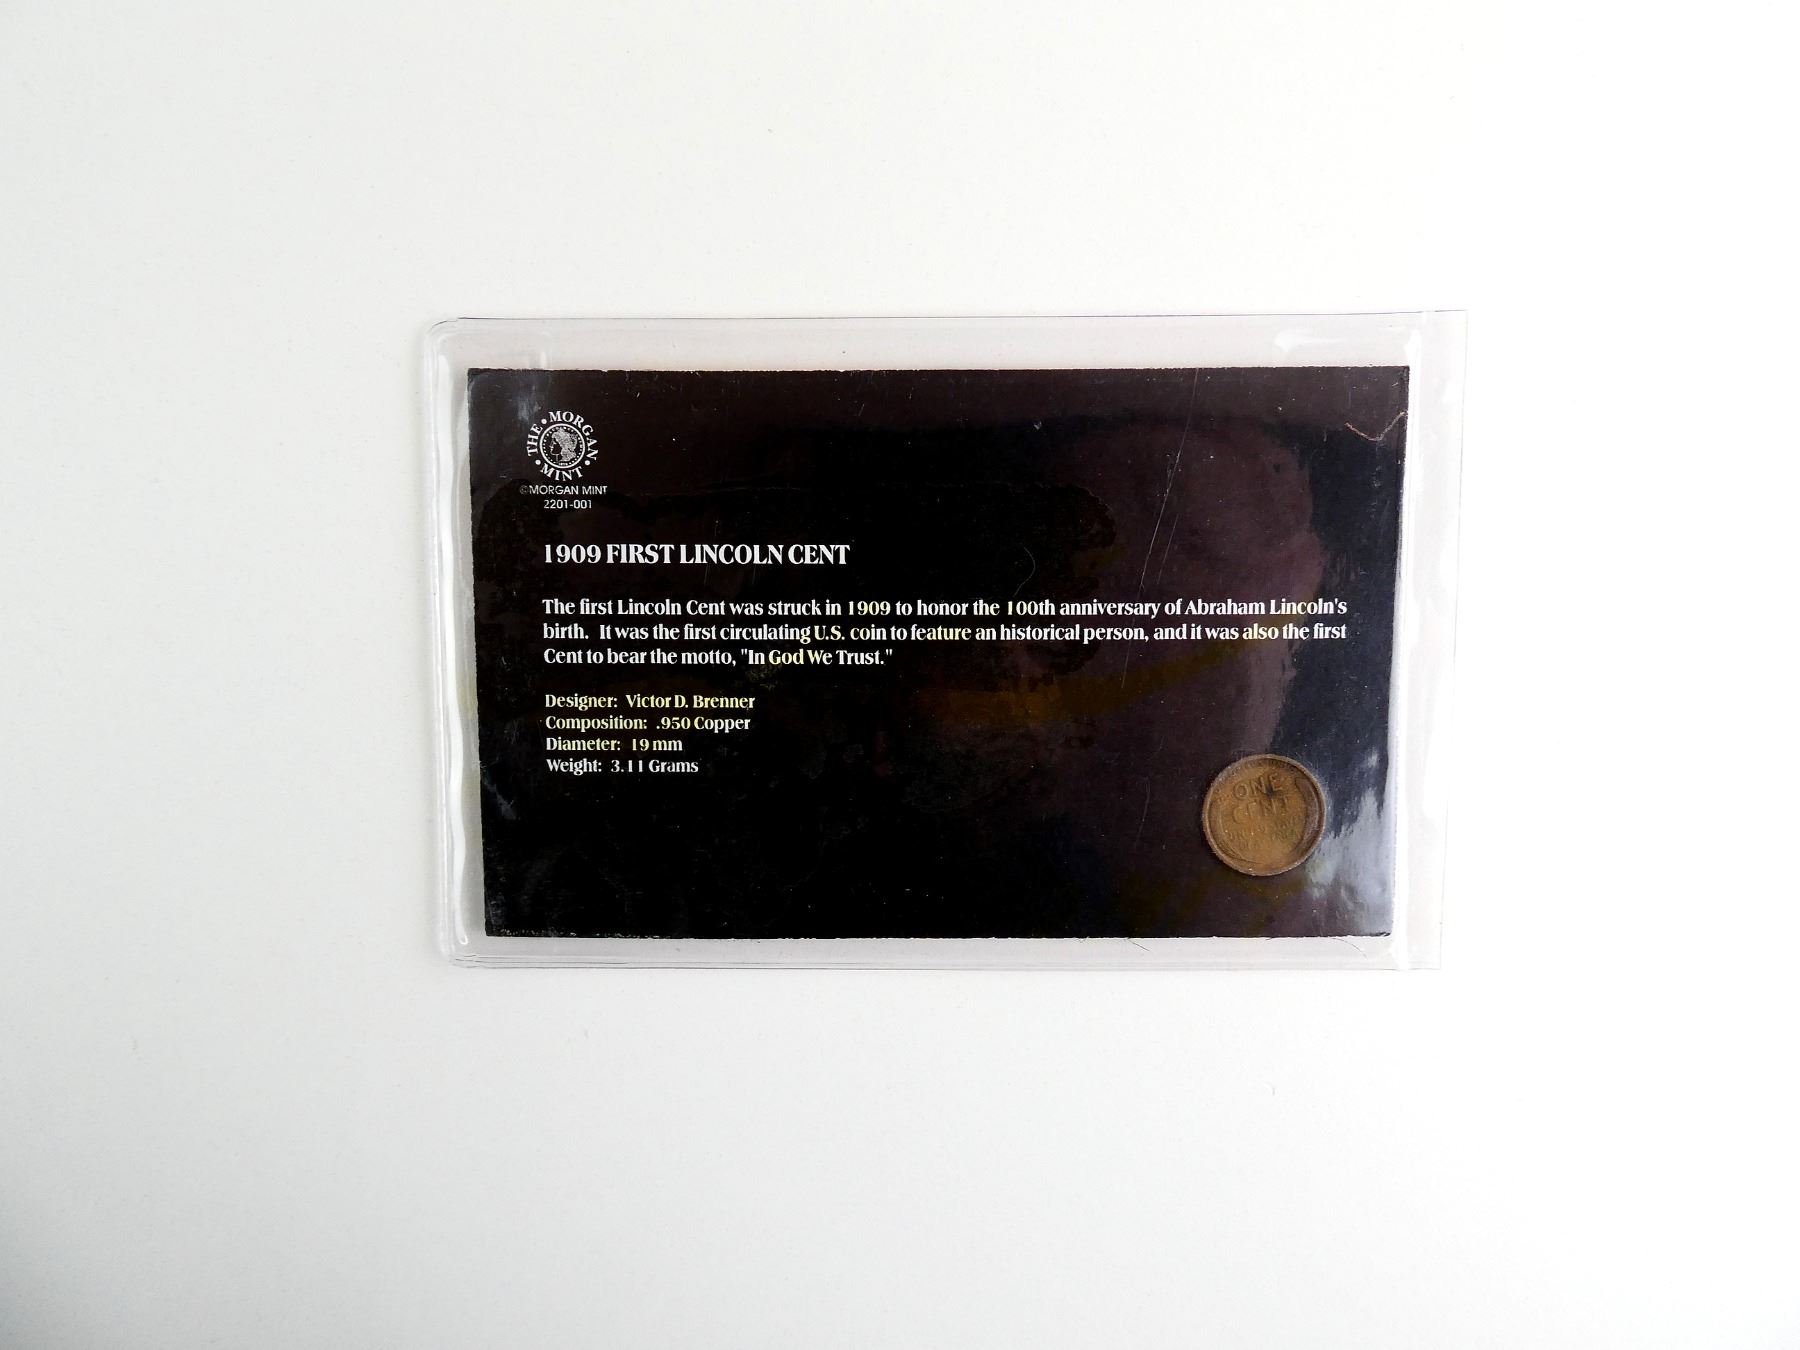 THE • MORGAN • MINT •
©MORGAN MINT
2201-001
1909 FIRST LINCOLN CENT
The first Lincoln Cent was struck in 1909 to honor the 100th anniversary of Abraham Lincoln's
birth. It was the first circulating U.S. coin to feature an historical person, and it was also the first
Cent to bear the motto, "In God We Trust."
Designer: Victor D. Brenner
Composition: .950 Copper
Diameter: 19 mm
Weight: 3.11 Grams
ONE
CENT